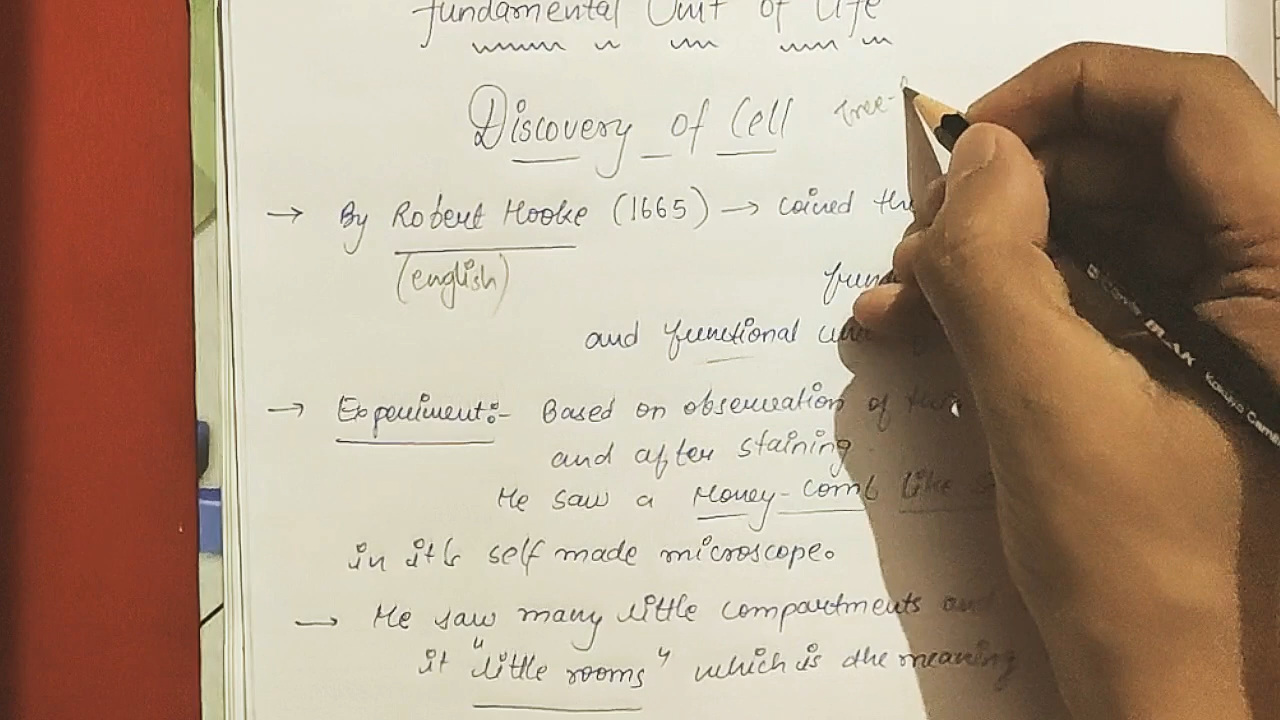 fundamental Unit of Life
Discovery of Cell tree-
→ By Robert Hooke (1665) → coined
(english)
and functional
→ Experiment:- Based on observation of
and after staining.
He saw a Honey-comb like
in it's self made microscope.
→ He saw many little compartments and
it "little rooms" which is the meaning